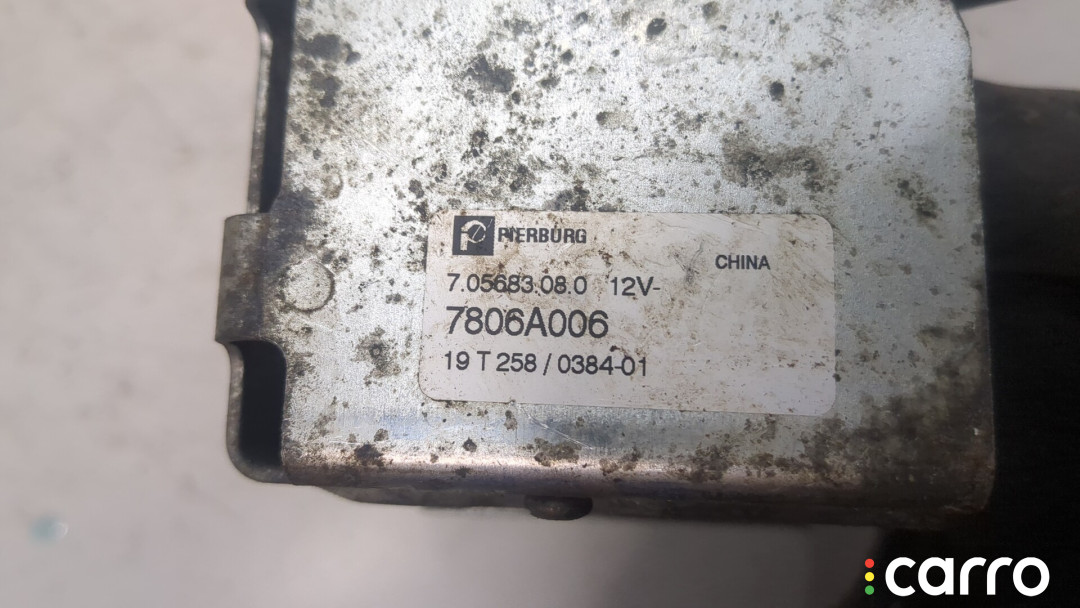 PIERBURG
CHINA
7.05683.08.0 12V-
7806A006
19 T 258 / 0384-01
carro